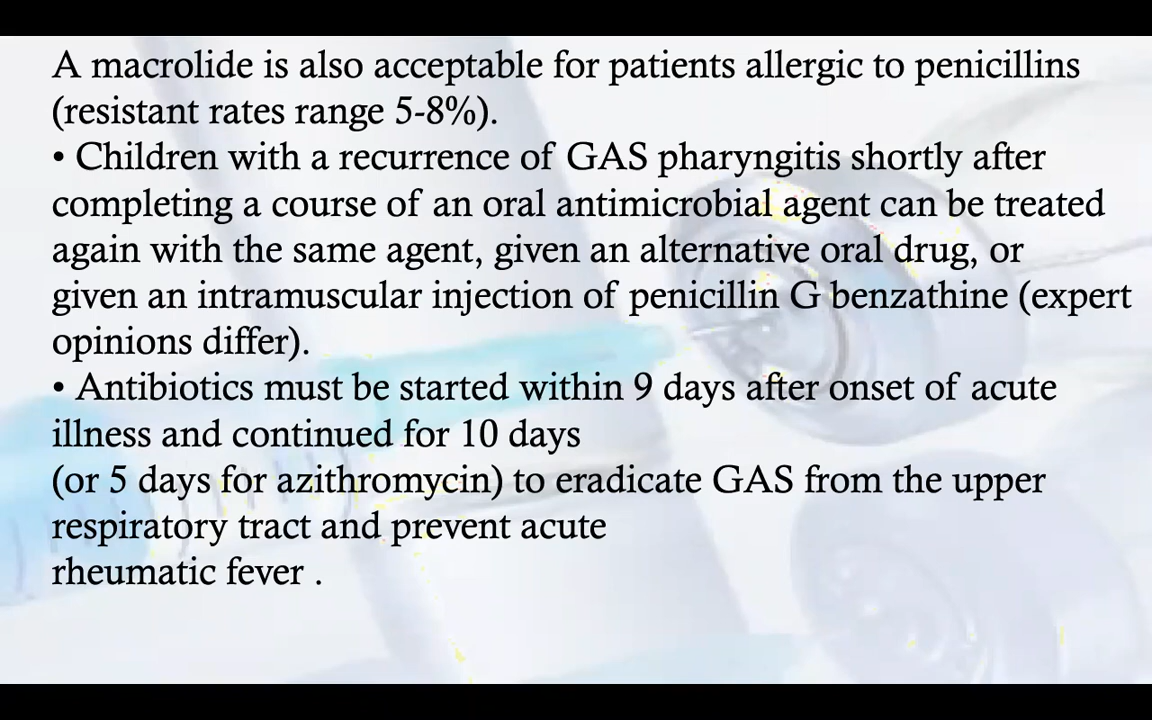 A macrolide is also acceptable for patients allergic to penicillins
(resistant rates range 5-8%).
• Children with a recurrence of GAS pharyngitis shortly after
completing a course of an oral antimicrobial agent can be treated
again with the same agent, given an alternative oral drug, or
given an intramuscular injection of penicillin G benzathine (expert
opinions differ).
• Antibiotics must be started within 9 days after onset of acute
illness and continued for 10 days
(or 5 days for azithromycin) to eradicate GAS from the upper
respiratory tract and prevent acute
rheumatic fever .